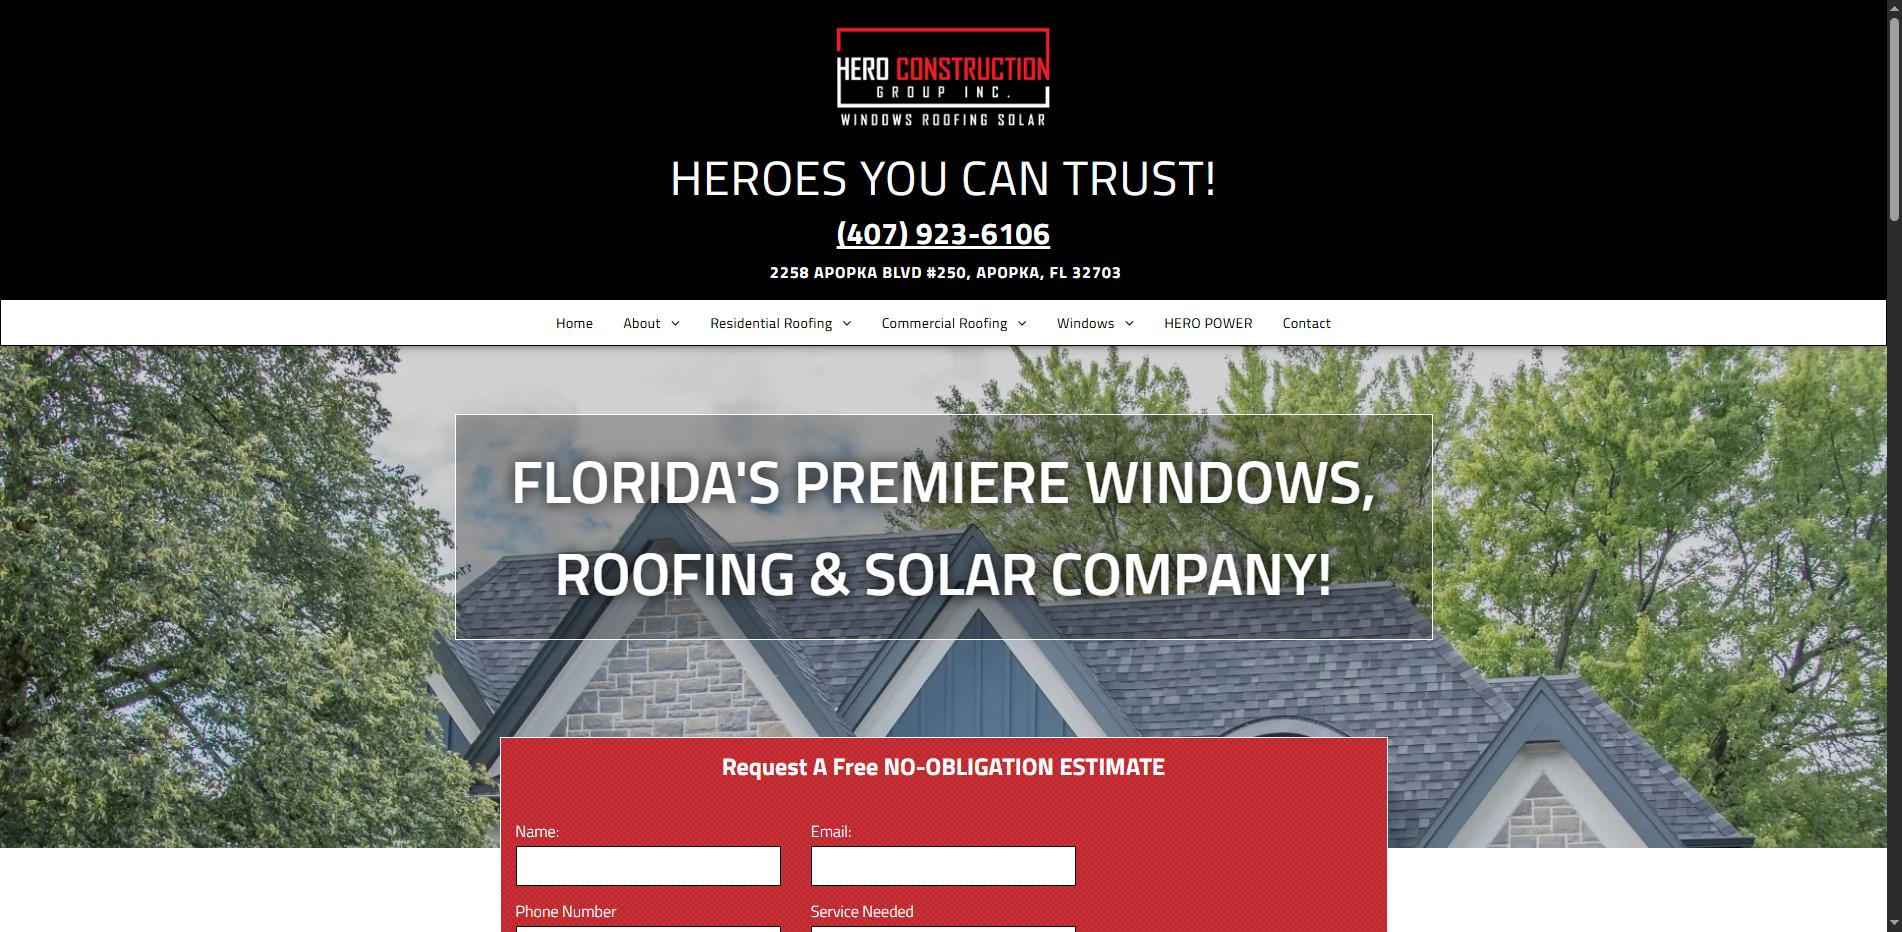 HERO CONSTRUCTION
GROUP INC.
WINDOWS ROOFING SOLAR
HEROES YOU CAN TRUST!
(407) 923-6106
2258 APOPKA BLVD #250, APOPKA, FL 32703
Home About Residential Roofing Commercial Roofing Windows HERO POWER Contact
FLORIDA'S PREMIERE WINDOWS,
ROOFING & SOLAR COMPANY!
Request A Free NO-OBLIGATION ESTIMATE
Name: Email:
Phone Number Service Needed